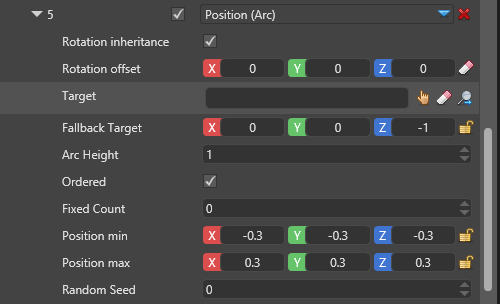 5 Position (Arc)
Rotation inheritance
Rotation offset X 0 Y 0 Z 0
Target
Fallback Target X 0 Y 0 Z -1
Arc Height 1
Ordered
Fixed Count 0
Position min X -0.3 Y -0.3 Z -0.3
Position max X 0.3 Y 0.3 Z 0.3
Random Seed 0